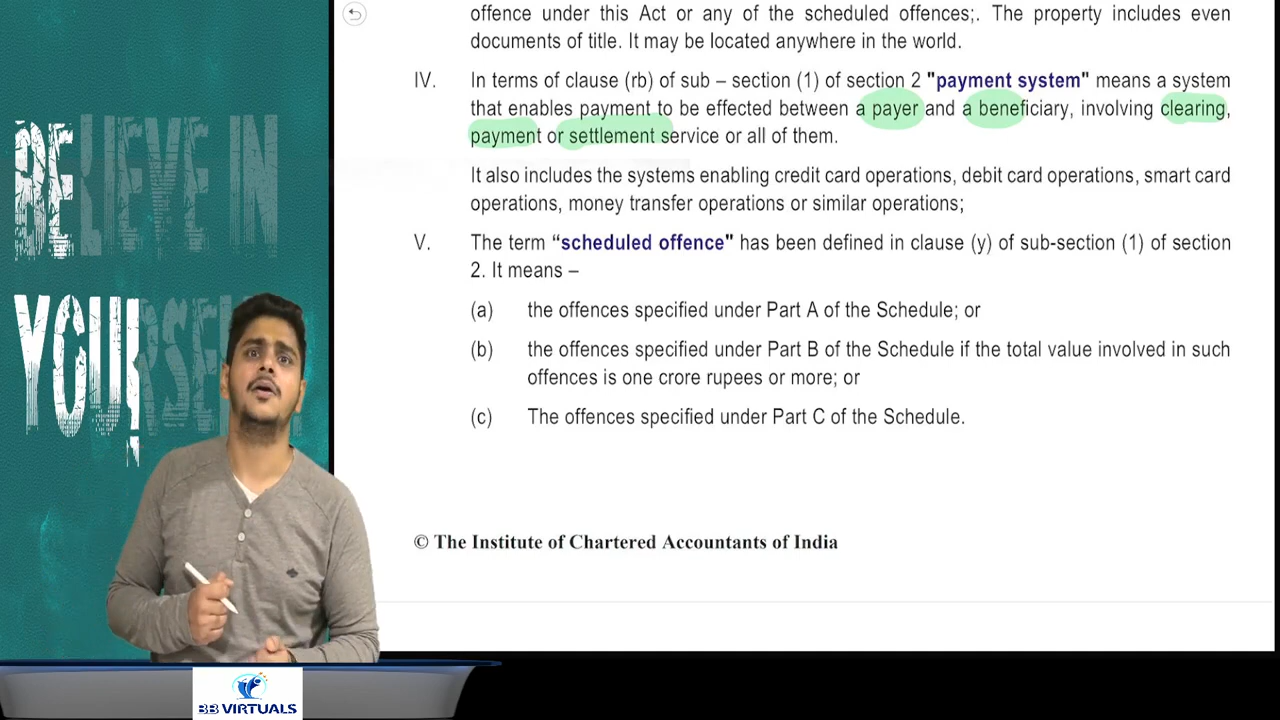 BELIEVE IN
YOURSELF
offence under this Act or any of the scheduled offences;. The property includes even
documents of title. It may be located anywhere in the world.
IV. In terms of clause (rb) of sub – section (1) of section 2 "payment system" means a system
that enables payment to be effected between a payer and a beneficiary, involving clearing,
payment or settlement service or all of them.
It also includes the systems enabling credit card operations, debit card operations, smart card
operations, money transfer operations or similar operations;
V. The term “scheduled offence" has been defined in clause (y) of sub-section (1) of section
2. It means –
(a) the offences specified under Part A of the Schedule; or
(b) the offences specified under Part B of the Schedule if the total value involved in such
offences is one crore rupees or more; or
(c) The offences specified under Part C of the Schedule.
© The Institute of Chartered Accountants of India
BB VIRTUALS